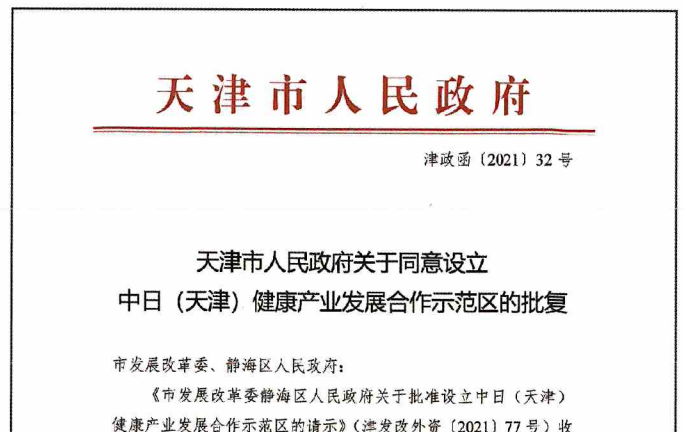 天津市人民政府
津政函〔2021〕32 号
天津市人民政府关于同意设立
中日（天津）健康产业发展合作示范区的批复
市发展改革委、静海区人民政府：
《市发展改革委静海区人民政府关于批准设立中日（天津）
健康产业发展合作示范区的请示》（津发改外资〔2021〕77 号）收